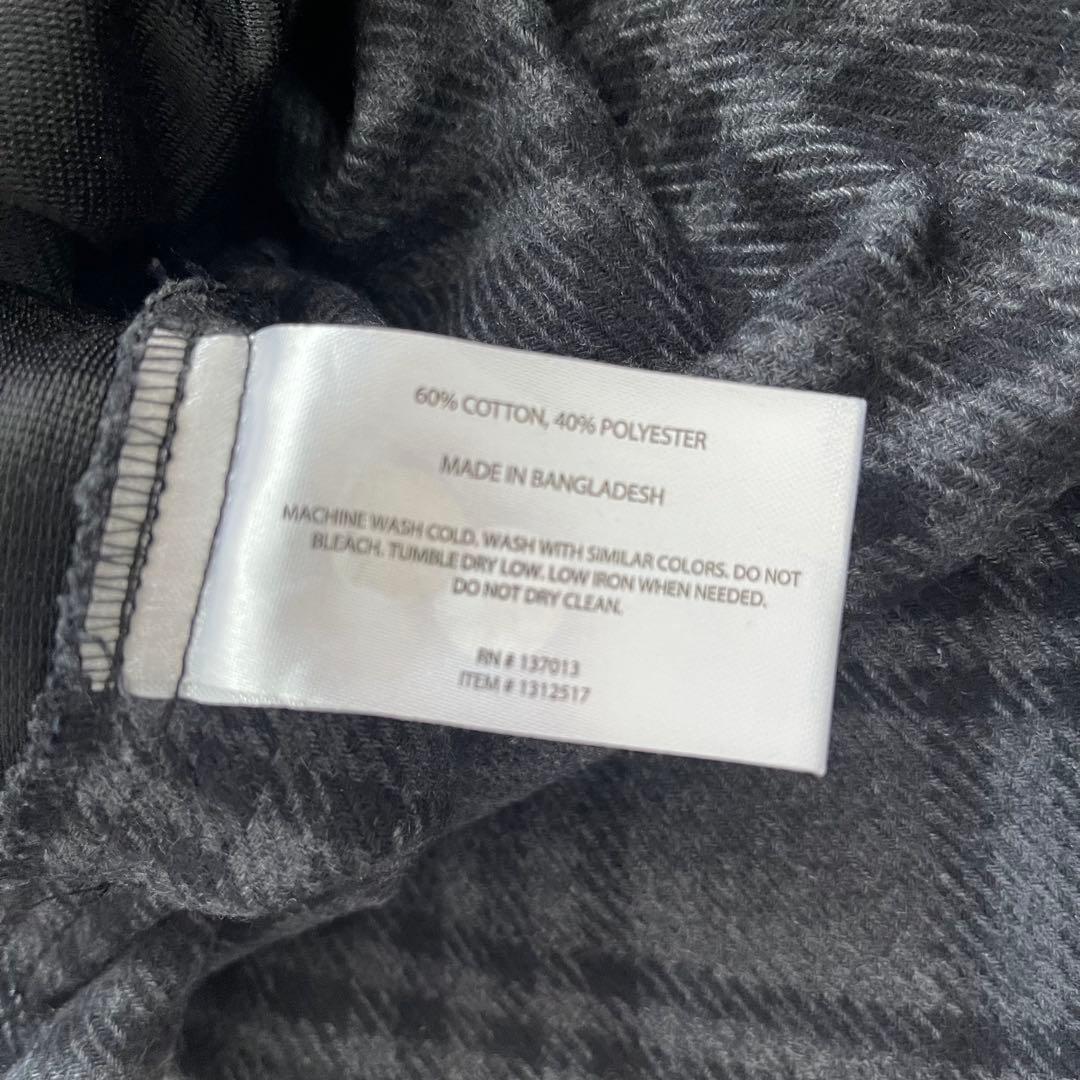 60% COTTON, 40% POLYESTER
MADE IN BANGLADESH
MACHINE WASH COLD. WASH WITH SIMILAR COLORS. DO NOT
BLEACH. TUMBLE DRY LOW. LOW IRON WHEN NEEDED.
DO NOT DRY CLEAN.
RN # 137013
ITEM # 1312517